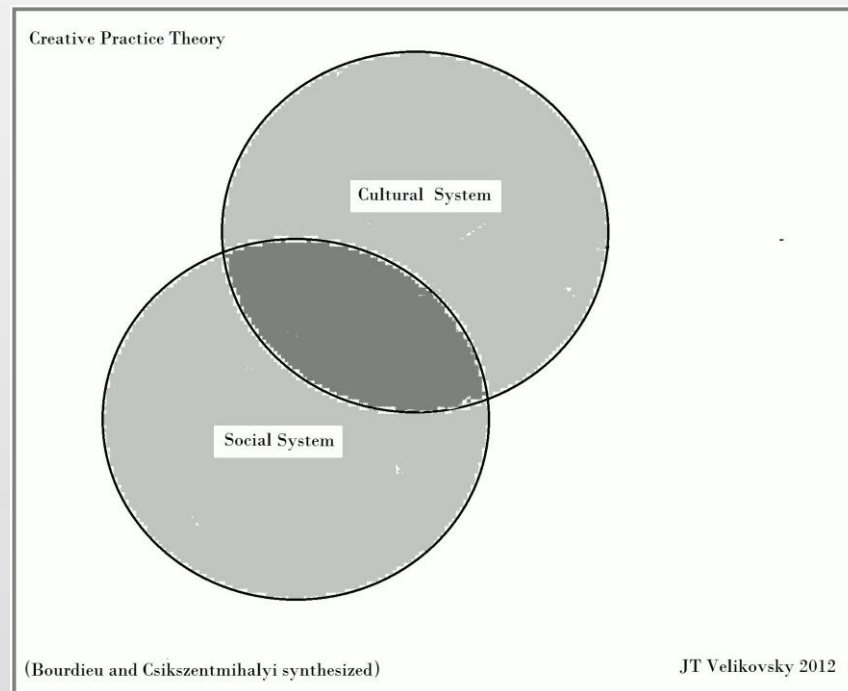 Creative Practice Theory
Cultural System
Social System
(Bourdieu and Csikszentmihalyi synthesized)
JT Velikovsky 2012